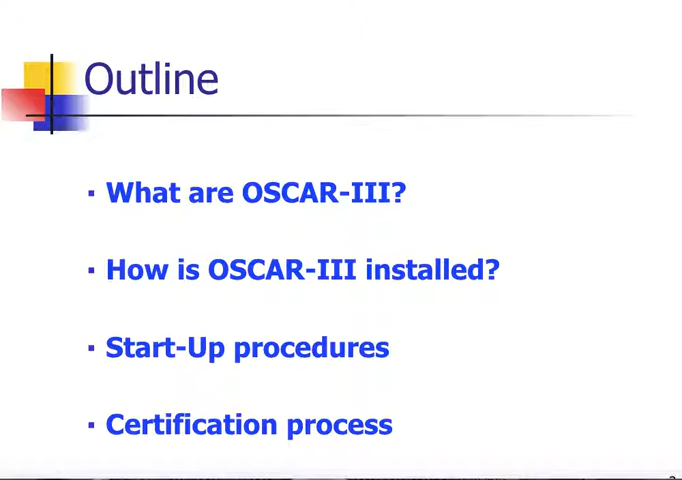 Outline
▪ What are OSCAR-III?
▪ How is OSCAR-III installed?
▪ Start-Up procedures
▪ Certification process